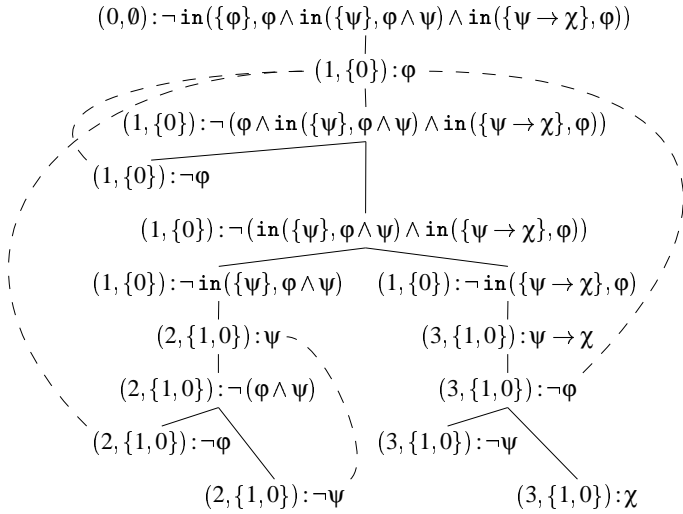 (0,∅):¬in({φ},φ∧in({ψ},φ∧ψ)∧in({ψ→χ},φ))
(1,{0}):φ
(1,{0}):¬(φ∧in({ψ},φ∧ψ)∧in({ψ→χ},φ))
(1,{0}):¬φ
(1,{0}):¬(in({ψ},φ∧ψ)∧in({ψ→χ},φ))
(1,{0}):¬in({ψ},φ∧ψ) (1,{0}):¬in({ψ→χ},φ)
(2,{1,0}):ψ (3,{1,0}):ψ→χ
(2,{1,0}):¬(φ∧ψ) (3,{1,0}):¬φ
(2,{1,0}):¬φ (3,{1,0}):¬ψ
(2,{1,0}):¬ψ (3,{1,0}):χ